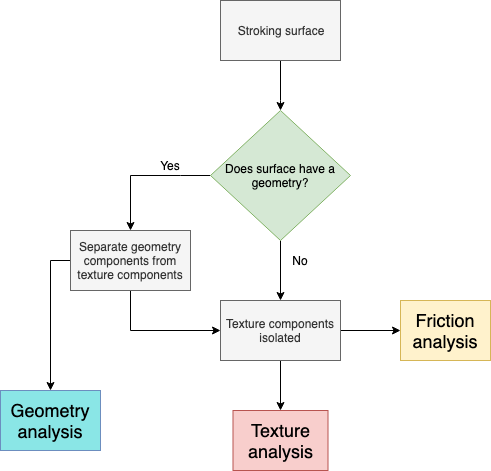 Stroking surface
Does surface have a
geometry?
Yes
No
Separate geometry
components from
texture components
Texture components
isolated
Friction
analysis
Geometry
analysis
Texture
analysis